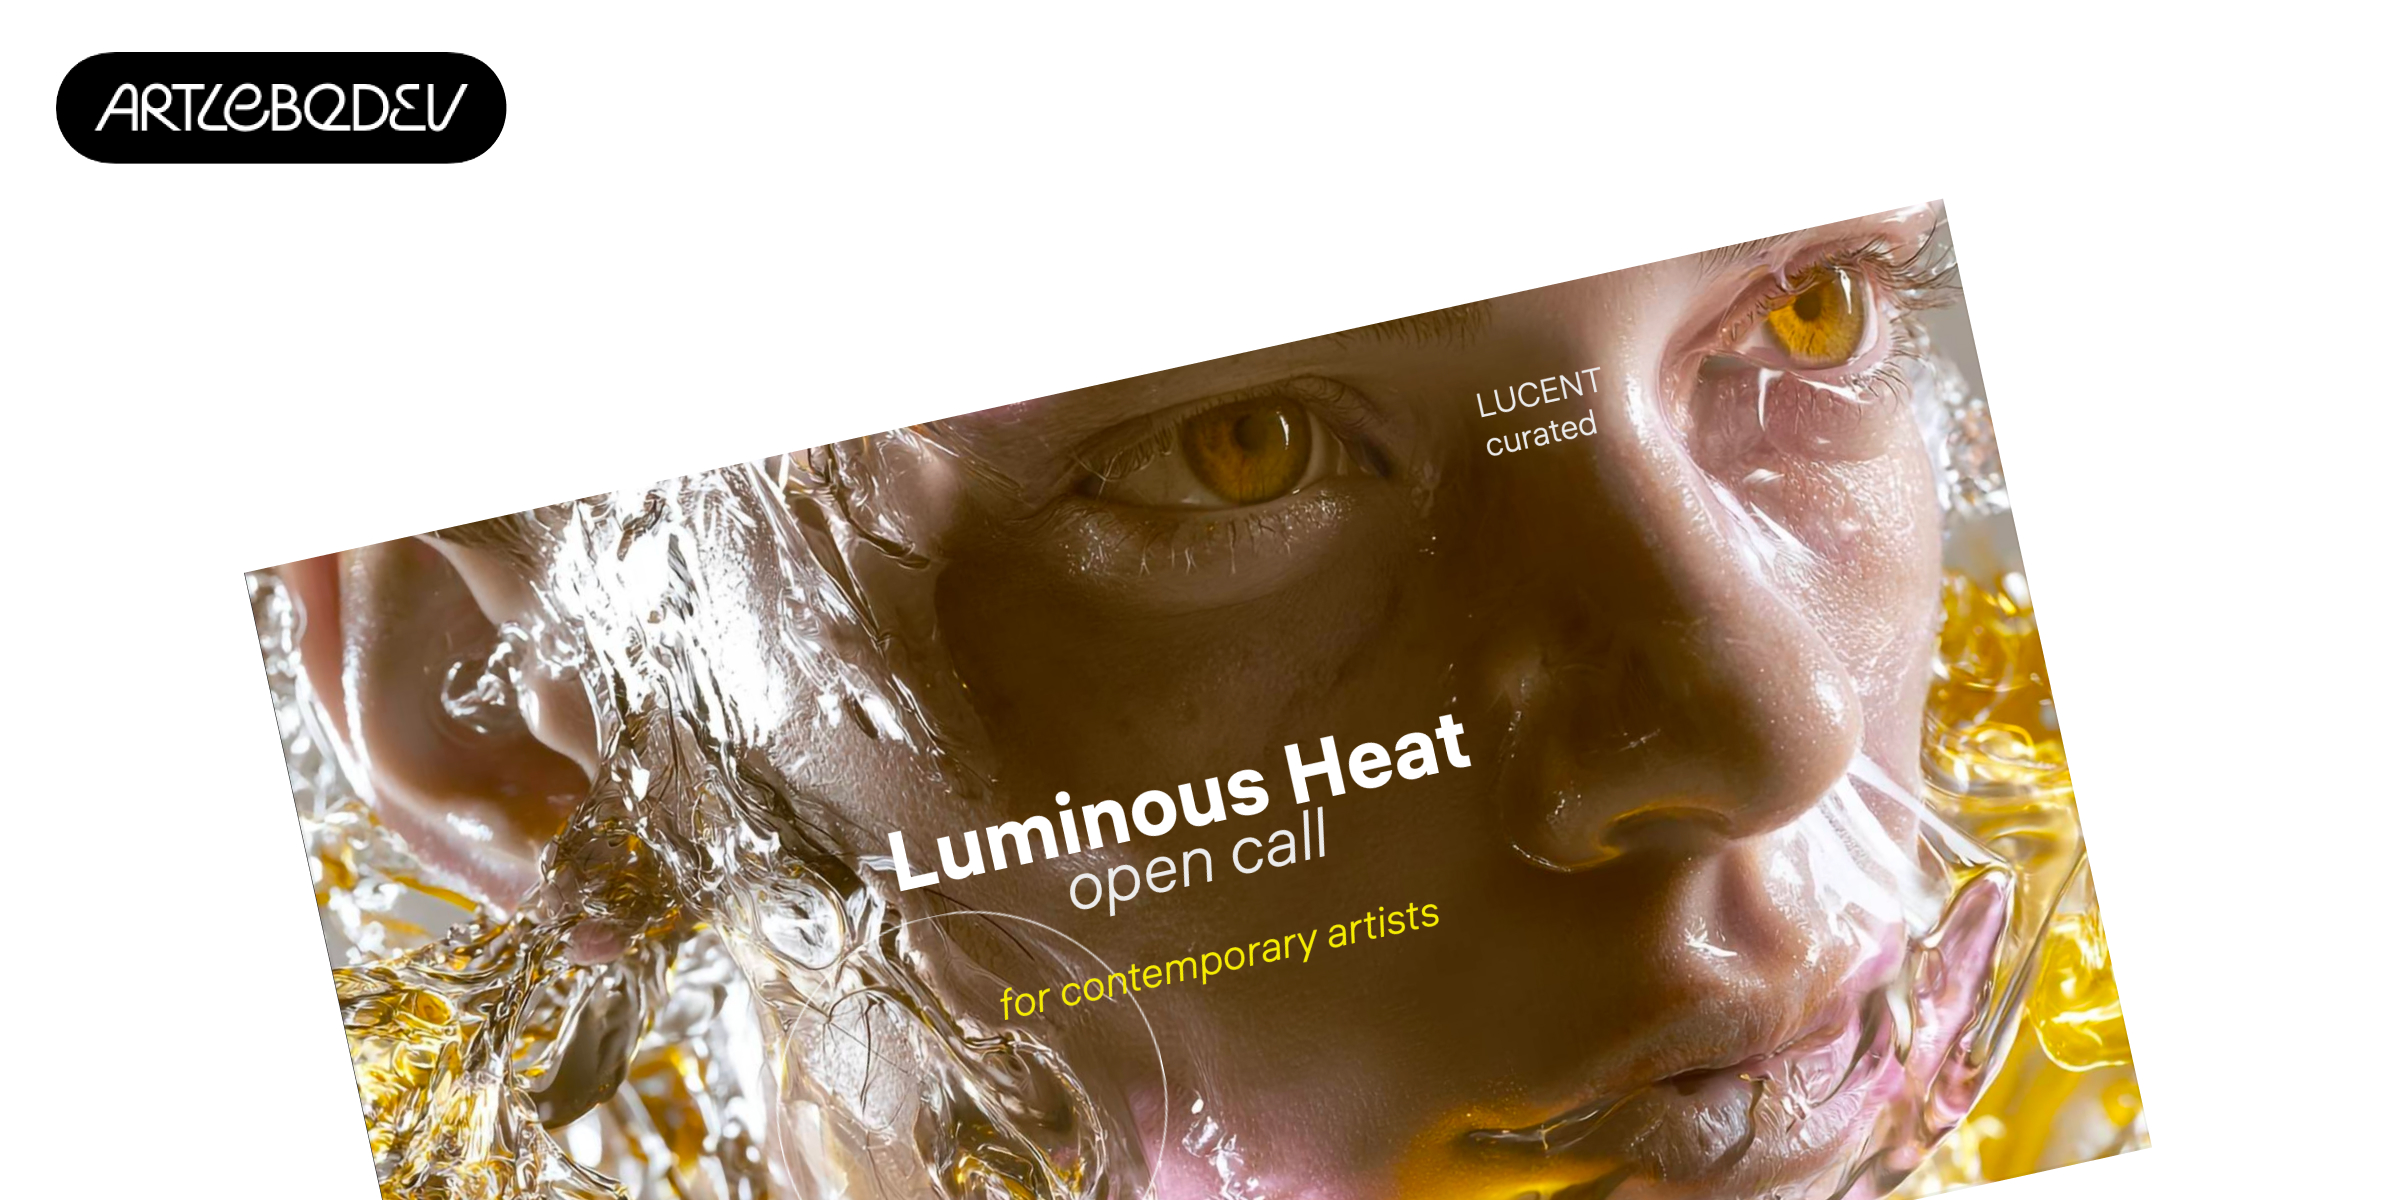 ARTLEBEDEV
LUCENT
curated
Luminous Heat
open call
for contemporary artists